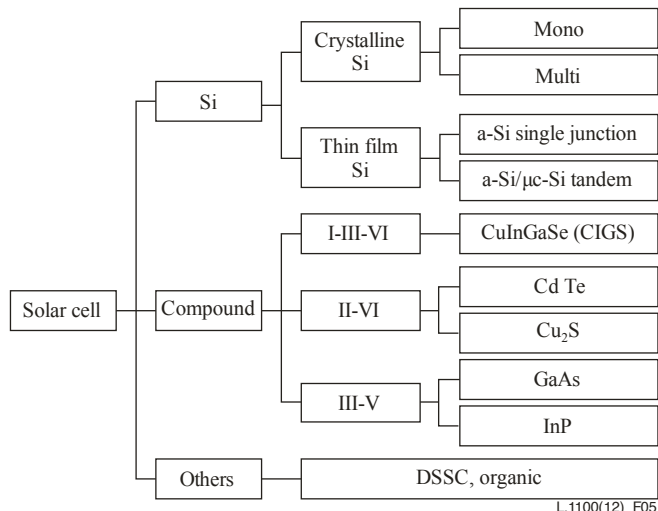 Crystalline
Si
Mono
Multi
Si
Thin film
Si
a-Si single junction
a-Si/μc-Si tandem
I-III-VI
CuInGaSe (CIGS)
Solar cell
Compound
II-VI
Cd Te
Cu₂S
III-V
GaAs
InP
Others
DSSC, organic
L.1100(12)_F05